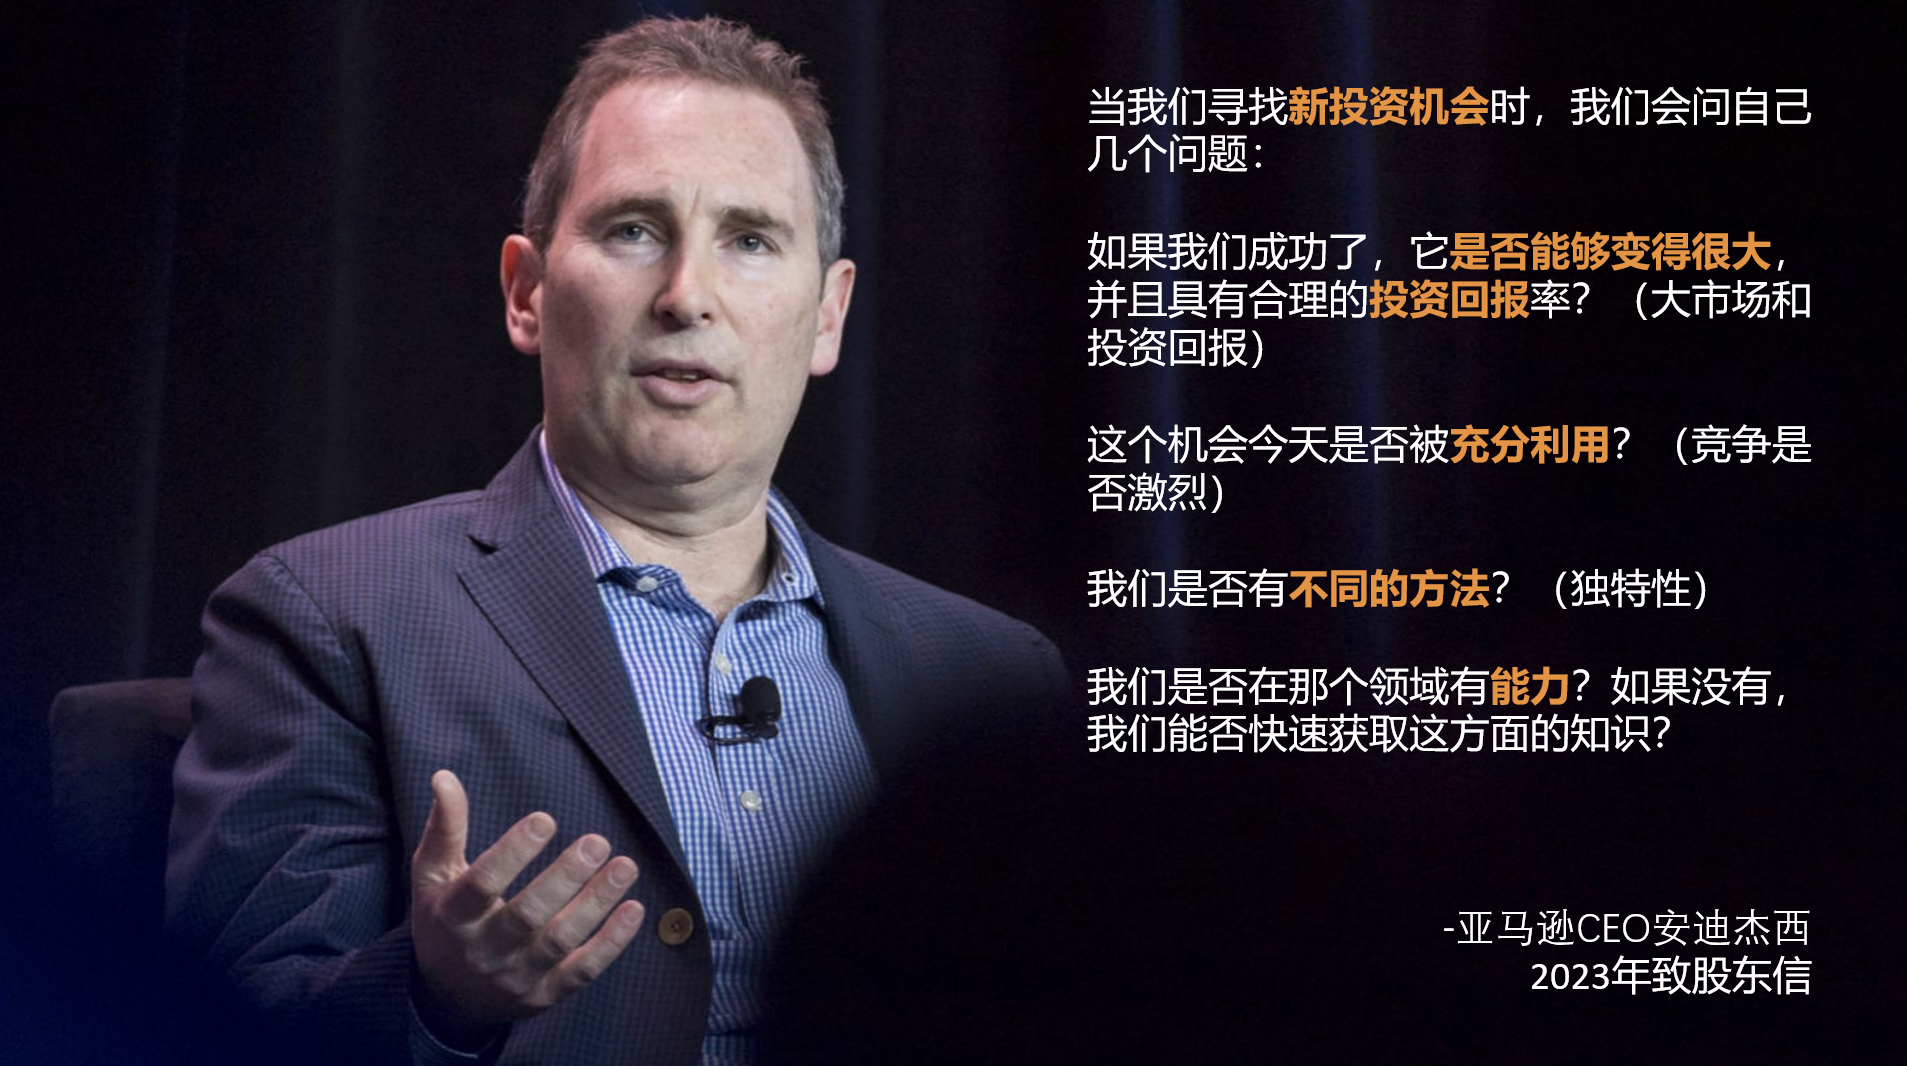 当我们寻找新投资机会时，我们会问自己
几个问题：
如果我们成功了，它是否能够变得很大，
并且具有合理的投资回报率？（大市场和
投资回报）
这个机会今天是否被充分利用？（竞争是
否激烈）
我们是否有不同的方法？（独特性）
我们是否在那个领域有能力？如果没有，
我们能否快速获取这方面的知识？
-亚马逊CEO安迪杰西
2023年致股东信